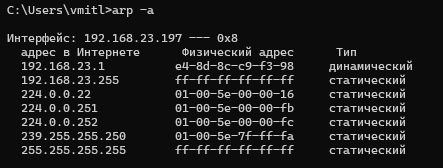 C:\Users\vmitl>arp -a
Интерфейс: 192.168.23.197 --- 0x8
адрес в Интернете Физический адрес Тип
192.168.23.1 e4-8d-8c-c9-f3-98 динамический
192.168.23.255 ff-ff-ff-ff-ff-ff статический
224.0.0.22 01-00-5e-00-00-16 статический
224.0.0.251 01-00-5e-00-00-fb статический
224.0.0.252 01-00-5e-00-00-fc статический
239.255.255.250 01-00-5e-7f-ff-fa статический
255.255.255.255 ff-ff-ff-ff-ff-ff статический